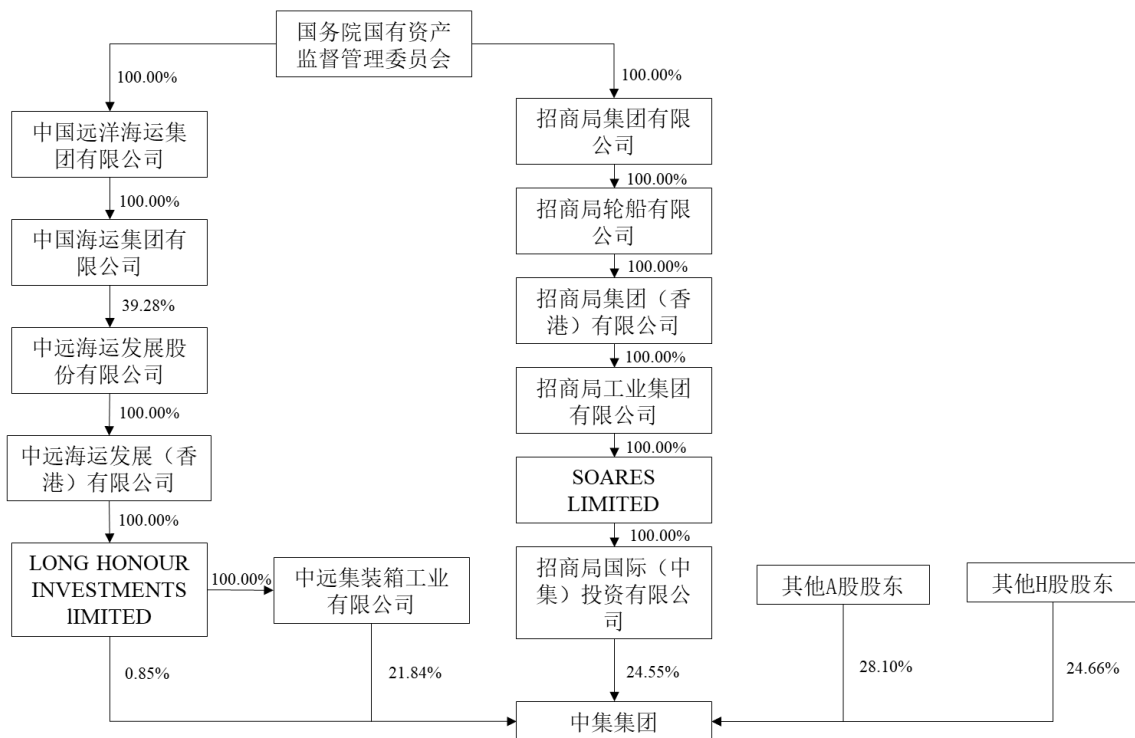 国务院国有资产
监督管理委员会
100.00%
100.00%
中国远洋海运集
团有限公司
招商局集团有限
公司
100.00%
100.00%
中国海运集团有
限公司
招商局轮船有限
公司
39.28%
100.00%
中远海运发展股
份有限公司
招商局集团（香
港）有限公司
100.00%
100.00%
中远海运发展（香
港）有限公司
招商局工业集团
有限公司
100.00%
100.00%
SOARES
LIMITED
100.00%
LONG HONOUR
INVESTMENTS
lIMITED
100.00%
中远集装箱工业
有限公司
招商局国际（中
集）投资有限公
司
其他A股股东
其他H股股东
0.85%
21.84%
24.55%
28.10%
24.66%
中集集团